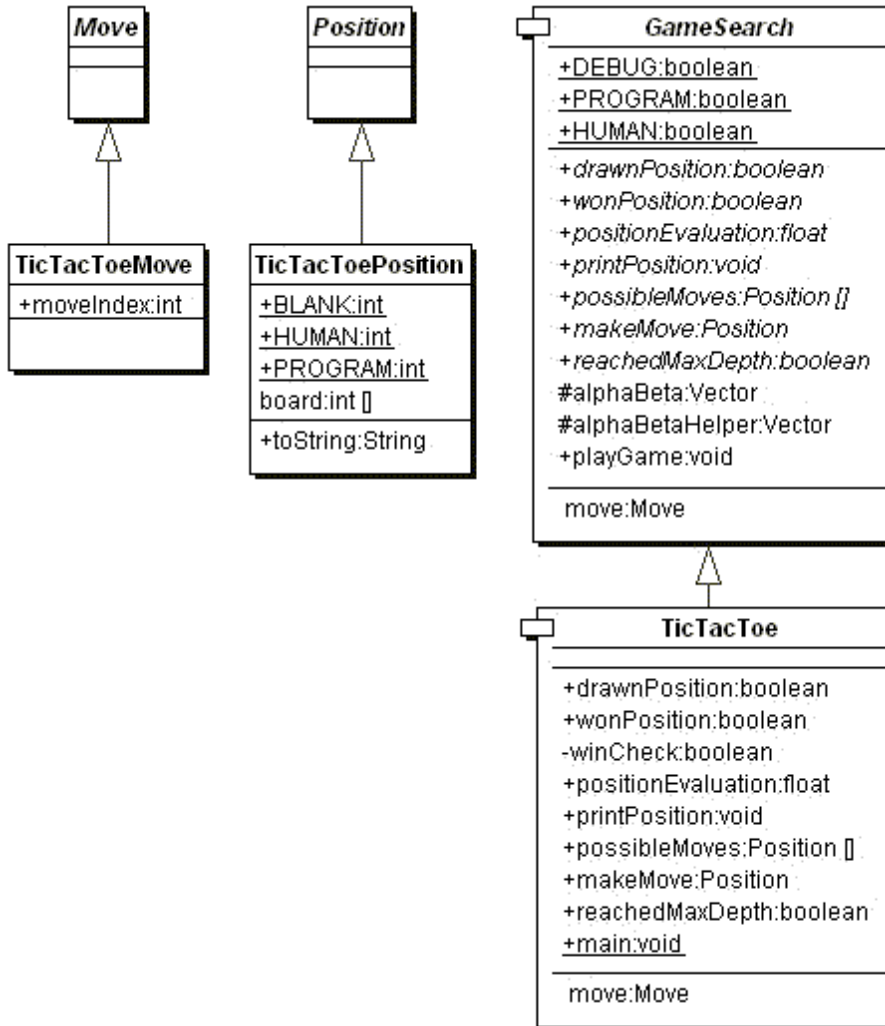 Move
TicTacToeMove
+moveIndex:int
Position
TicTacToePosition
+BLANK:int
+HUMAN:int
+PROGRAM:int
board:int []
+toString:String
GameSearch
+DEBUG:boolean
+PROGRAM:boolean
+HUMAN:boolean
+drawnPosition:boolean
+wonPosition:boolean
+positionEvaluation:float
+printPosition:void
+possibleMoves:Position []
+makeMove:Position
+reachedMaxDepth:boolean
#alphaBeta:Vector
#alphaBetaHelper:Vector
+playGame:void
move:Move
TicTacToe
+drawnPosition:boolean
+wonPosition:boolean
-winCheck:boolean
+positionEvaluation:float
+printPosition:void
+possibleMoves:Position []
+makeMove:Position
+reachedMaxDepth:boolean
+main:void
move:Move